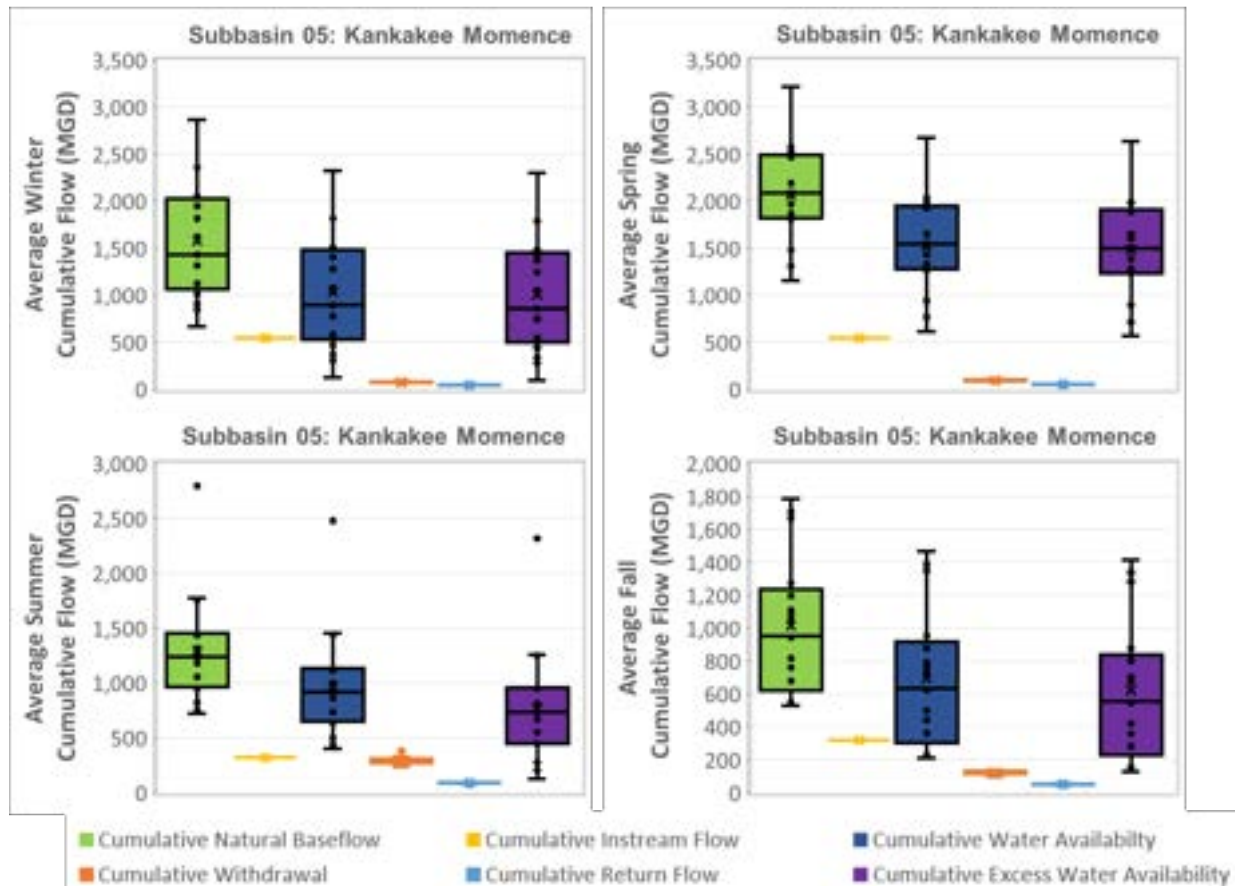 Subbasin 05: Kankakee Momence
Average Winter
Cumulative Flow (MGD)
3,500
3,000
2,500
2,000
1,500
1,000
500
0
Subbasin 05: Kankakee Momence
Average Spring
Cumulative Flow (MGD)
3,500
3,000
2,500
2,000
1,500
1,000
500
0
Subbasin 05: Kankakee Momence
Average Summer
Cumulative Flow (MGD)
3,000
2,500
2,000
1,500
1,000
500
0
Subbasin 05: Kankakee Momence
Average Fall
Cumulative Flow (MGD)
2,000
1,800
1,600
1,400
1,200
1,000
800
600
400
200
0
Cumulative Natural Baseflow
Cumulative Instream Flow
Cumulative Water Availabilty
Cumulative Withdrawal
Cumulative Return Flow
Cumulative Excess Water Availability